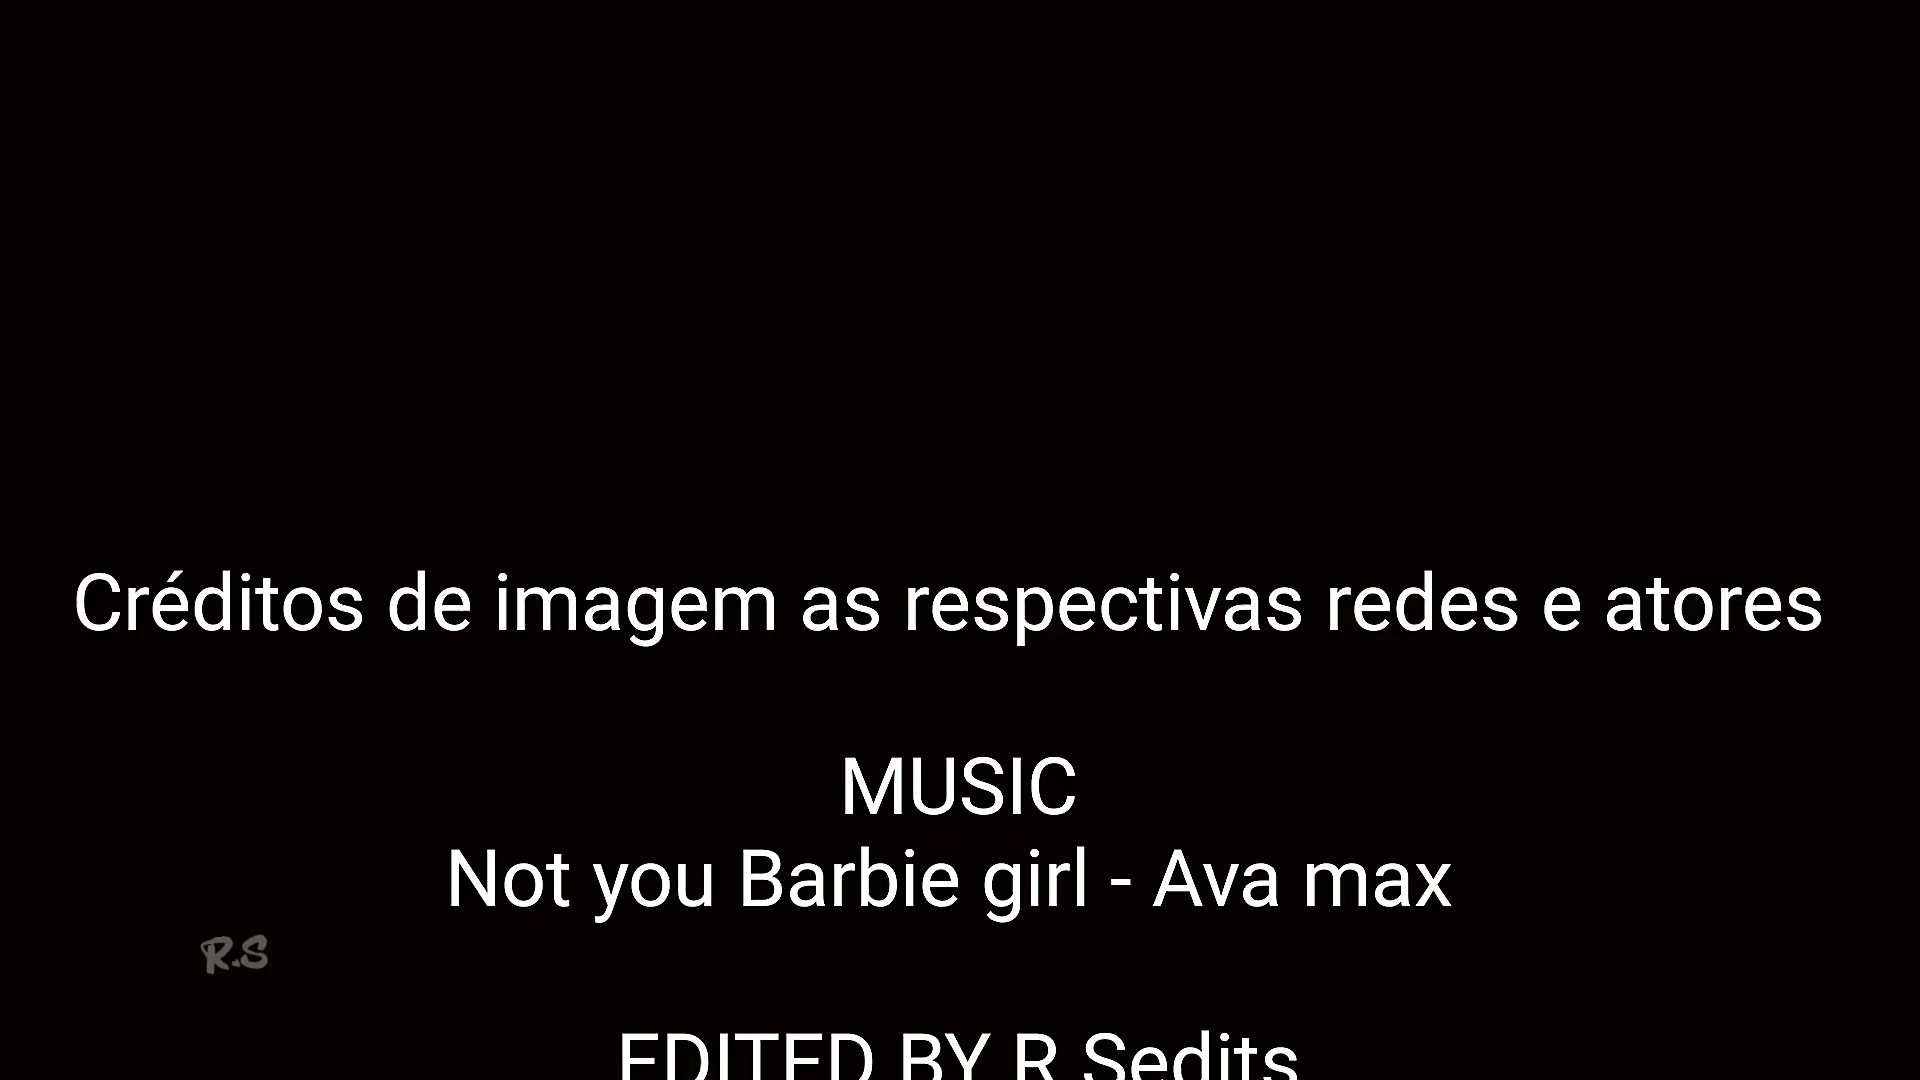 Créditos de imagem as respectivas redes e atores
MUSIC
Not you Barbie girl - Ava max
R.S
EDITED BY R.Sedits